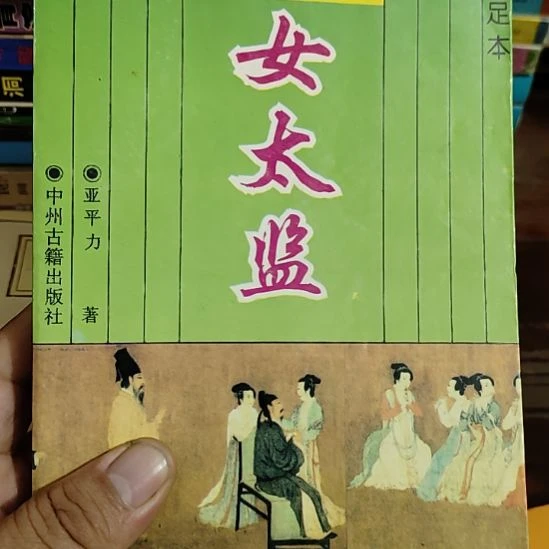 足本
女太监
亚平力 著
中州古籍出版社